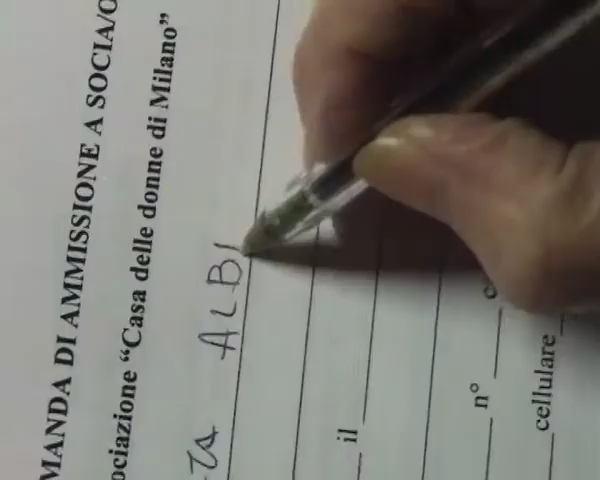 MANDA DI AMMISSIONE A SOCIA/O
ociazione “Casa delle donne di Milano”
ALBI
il
n° c
cellulare